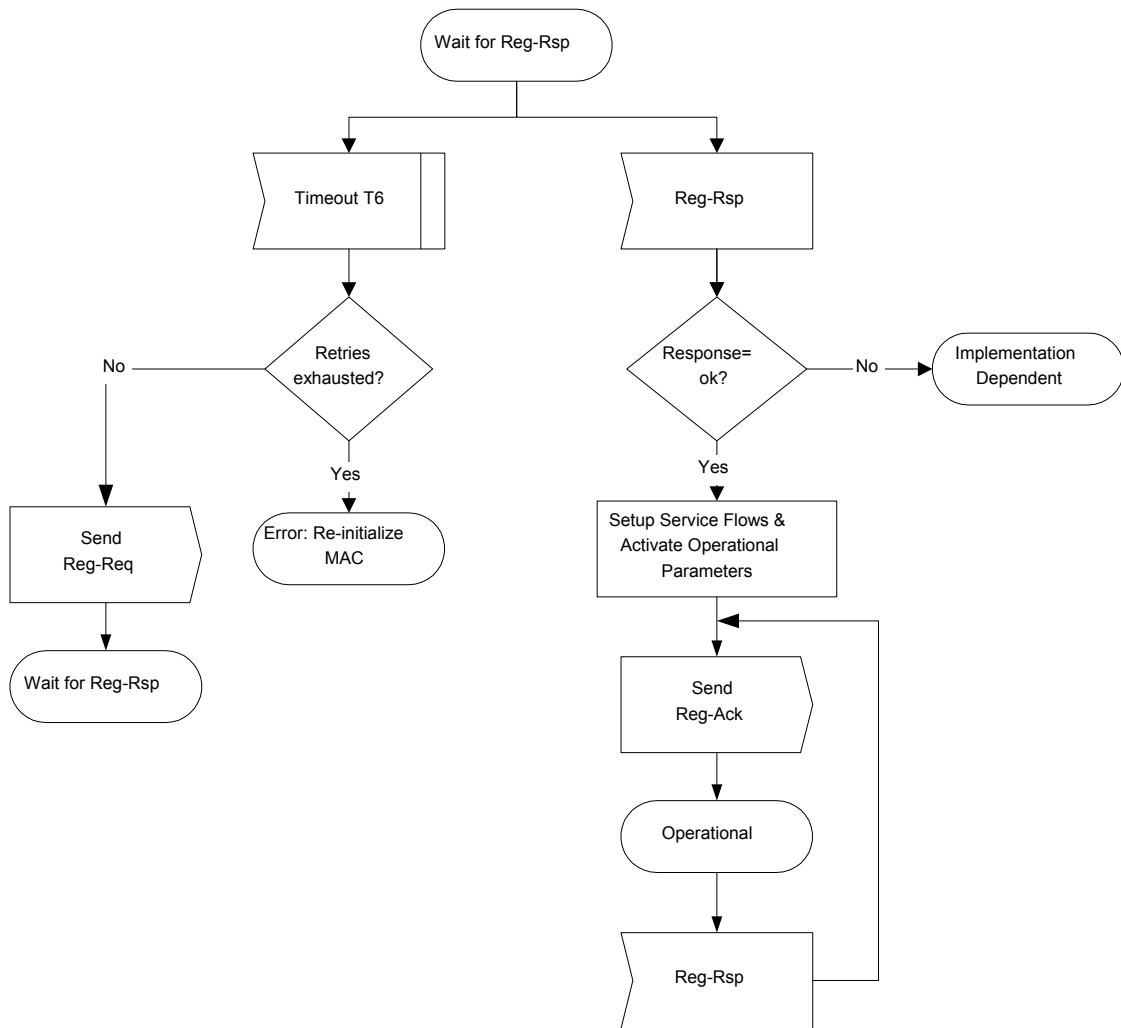 Wait for Reg-Rsp
Timeout T6
Reg-Rsp
Retries
exhausted?
No
Yes
Response=
ok?
No
Implementation
Dependent
Yes
Send
Reg-Req
Error: Re-initialize
MAC
Setup Service Flows &
Activate Operational
Parameters
Wait for Reg-Rsp
Send
Reg-Ack
Operational
Reg-Rsp